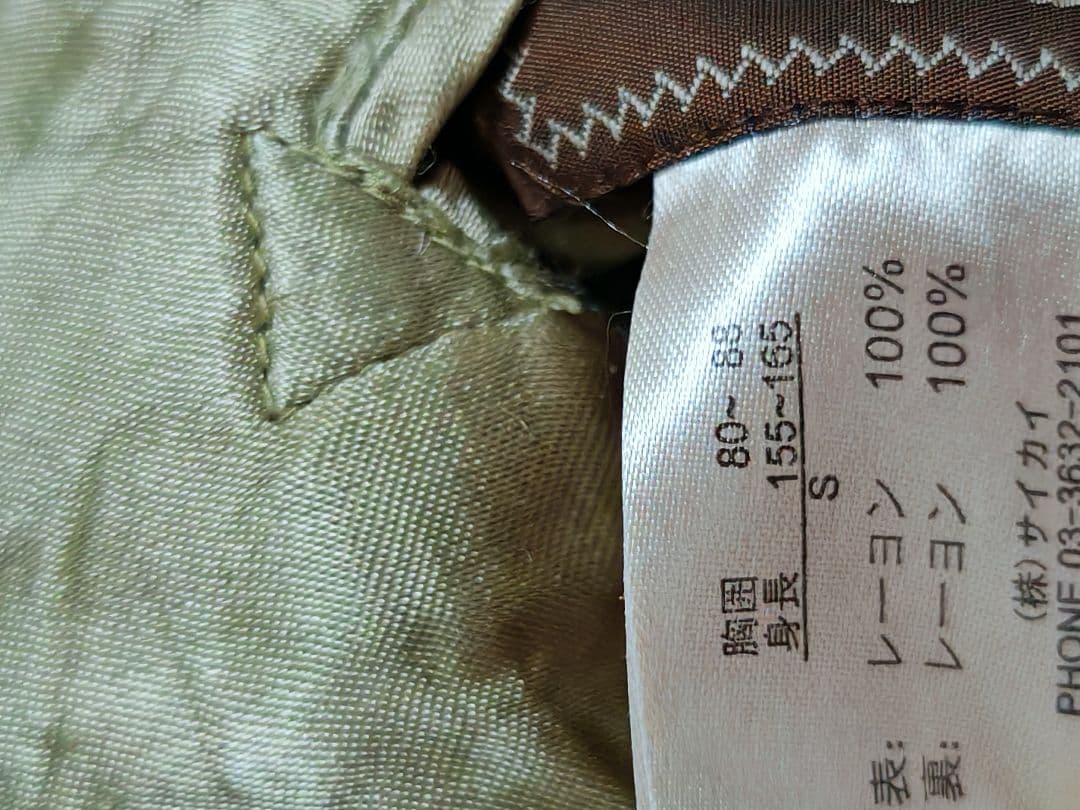 胸囲 80~ 88
身長 155~165
S
表: レーヨン 100%
裏: レーヨン 100%
(株)サイカイ
PHONE 03-3632-2101